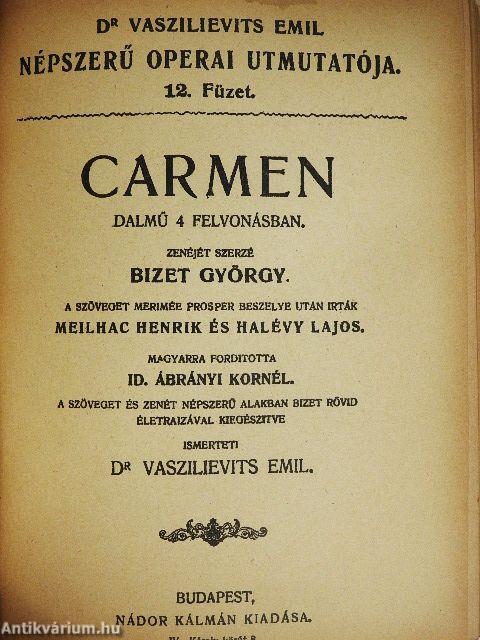 DR VASZILIEVITS EMIL
NÉPSZERŰ OPERAI UTMUTATÓJA.
12. Füzet.
CARMEN
DALMŰ 4 FELVONÁSBAN.
ZENÉJÉT SZERZÉ
BIZET GYÖRGY.
A SZÖVEGET MERIMÉE PROSPER BESZELYE UTÁN IRTÁK
MEILHAC HENRIK ÉS HALÉVY LAJOS.
MAGYARRA FORDITOTTA
ID. ÁBRÁNYI KORNÉL.
A SZÖVEGET ÉS ZENÉT NÉPSZERŰ ALAKBAN BIZET RÖVID
ÉLETRAIZÁVAL KIEGÉSZITVE
ISMERTETI
DR VASZILIEVITS EMIL.
BUDAPEST,
NÁDOR KÁLMÁN KIADÁSA.
Antikvárium.hu